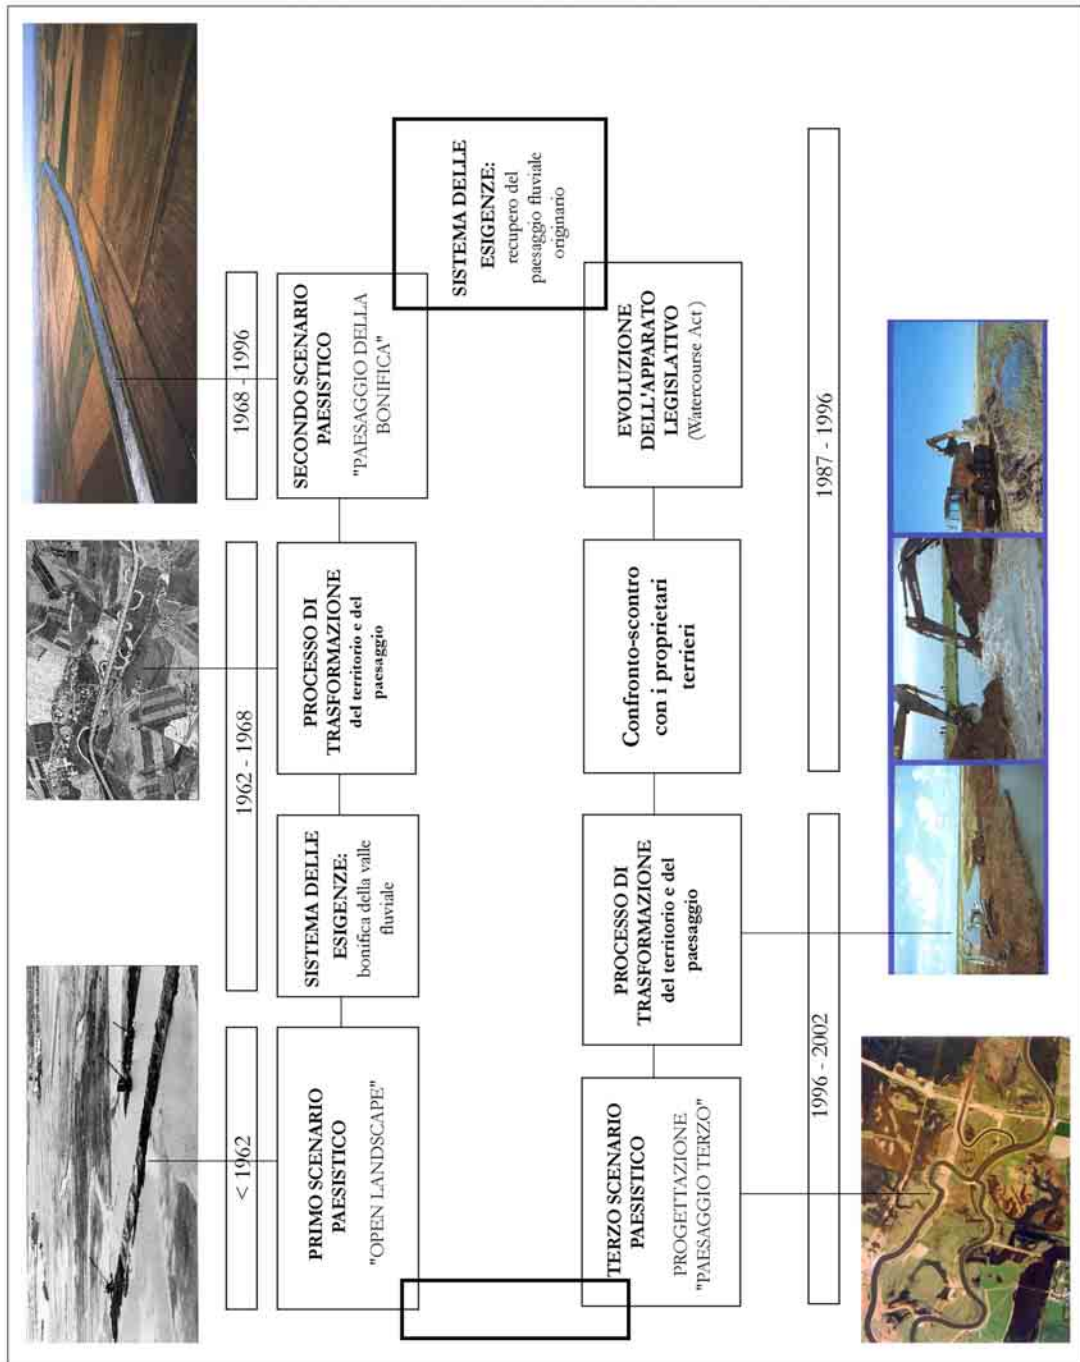 < 1962
1962 - 1968
1968 - 1996
PRIMO SCENARIO
PAESISTICO
"OPEN LANDSCAPE"
SISTEMA DELLE
ESIGENZE:
bonifica della valle
fluviale
PROCESSO DI
TRASFORMAZIONE
del territorio e del
paesaggio
SECONDO SCENARIO
PAESISTICO
"PAESAGGIO DELLA
BONIFICA"
SISTEMA DELLE
ESIGENZE:
recupero del
paesaggio fluviale
originario
TERZO SCENARIO
PAESISTICO
PROGETTAZIONE
"PAESAGGIO TERZO"
PROCESSO DI
TRASFORMAZIONE
del territorio e del
paesaggio
Confronto-scontro
con i proprietari
terrieri
EVOLUZIONE
DELL'APPARATO
LEGISLATIVO
(Watercourse Act )
1996 - 2002
1987 - 1996